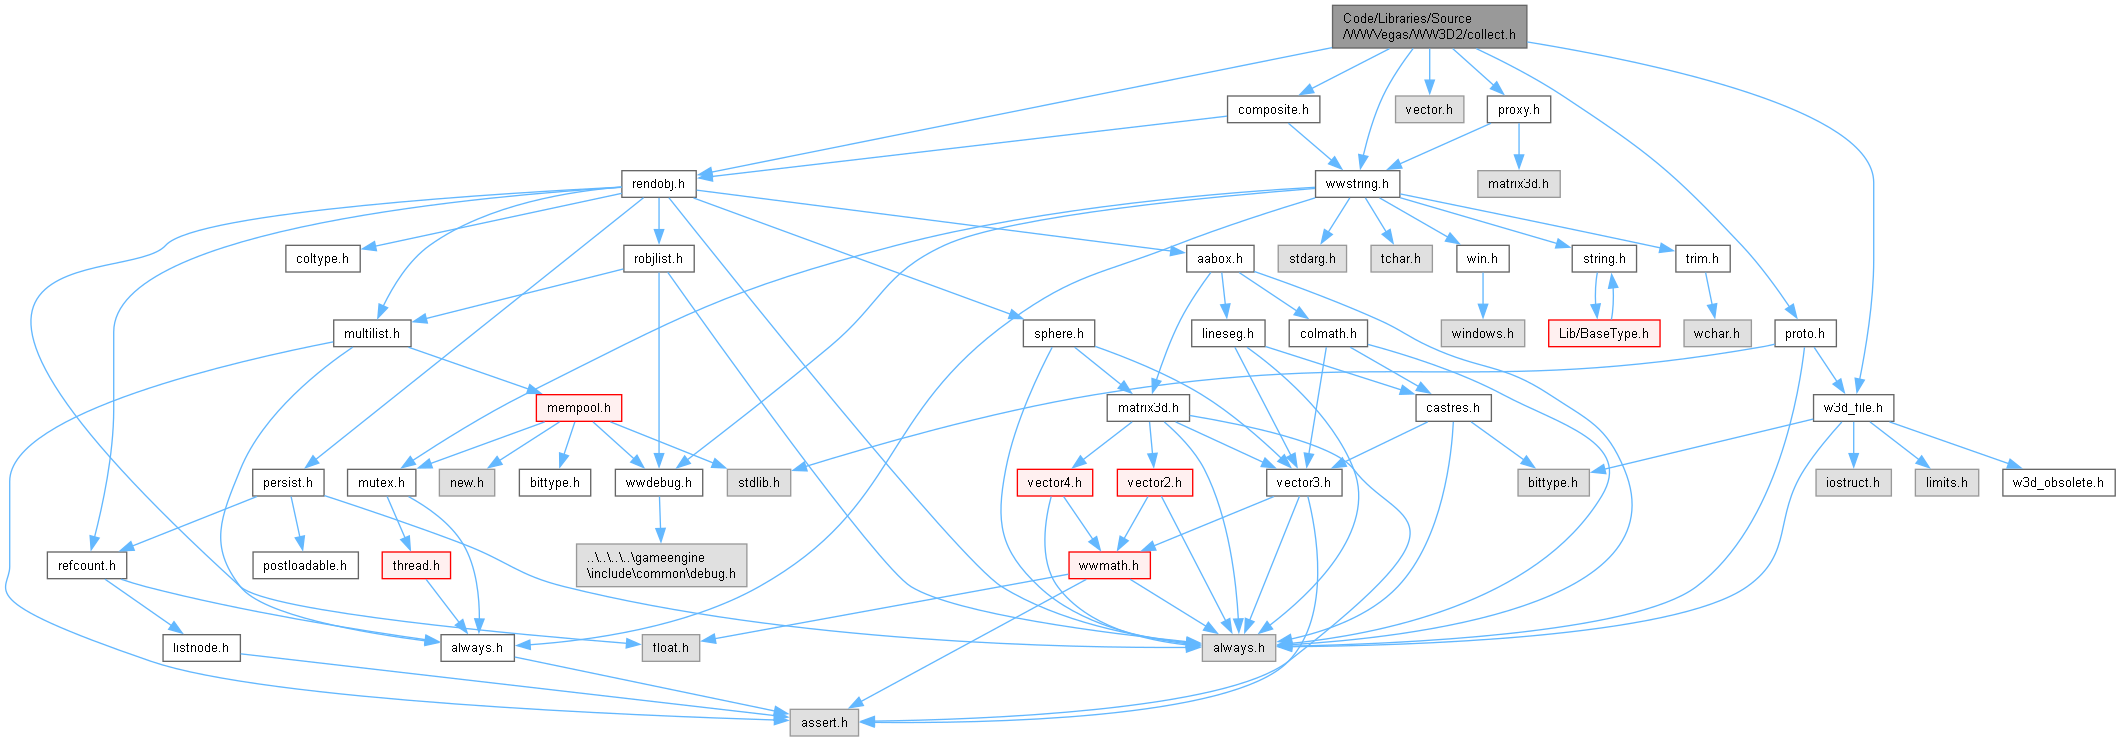 Code/Libraries/Source
/WWVegas/WW3D2/collect.h
composite.h
vector.h
proxy.h
rendobj.h
wwstring.h
matrix3d.h
coltype.h
robjlist.h
aabox.h
stdarg.h
tchar.h
win.h
string.h
trim.h
multilist.h
sphere.h
lineseg.h
colmath.h
windows.h
Lib/BaseType.h
wchar.h
proto.h
mempool.h
matrix3d.h
castres.h
w3d_file.h
persist.h
mutex.h
new.h
bittype.h
wwdebug.h
stdlib.h
vector4.h
vector2.h
vector3.h
bittype.h
iostruct.h
limits.h
w3d_obsolete.h
refcount.h
postloadable.h
thread.h
..\..\..\..\gameengine
\include\common\debug.h
wwmath.h
listnode.h
always.h
float.h
always.h
assert.h